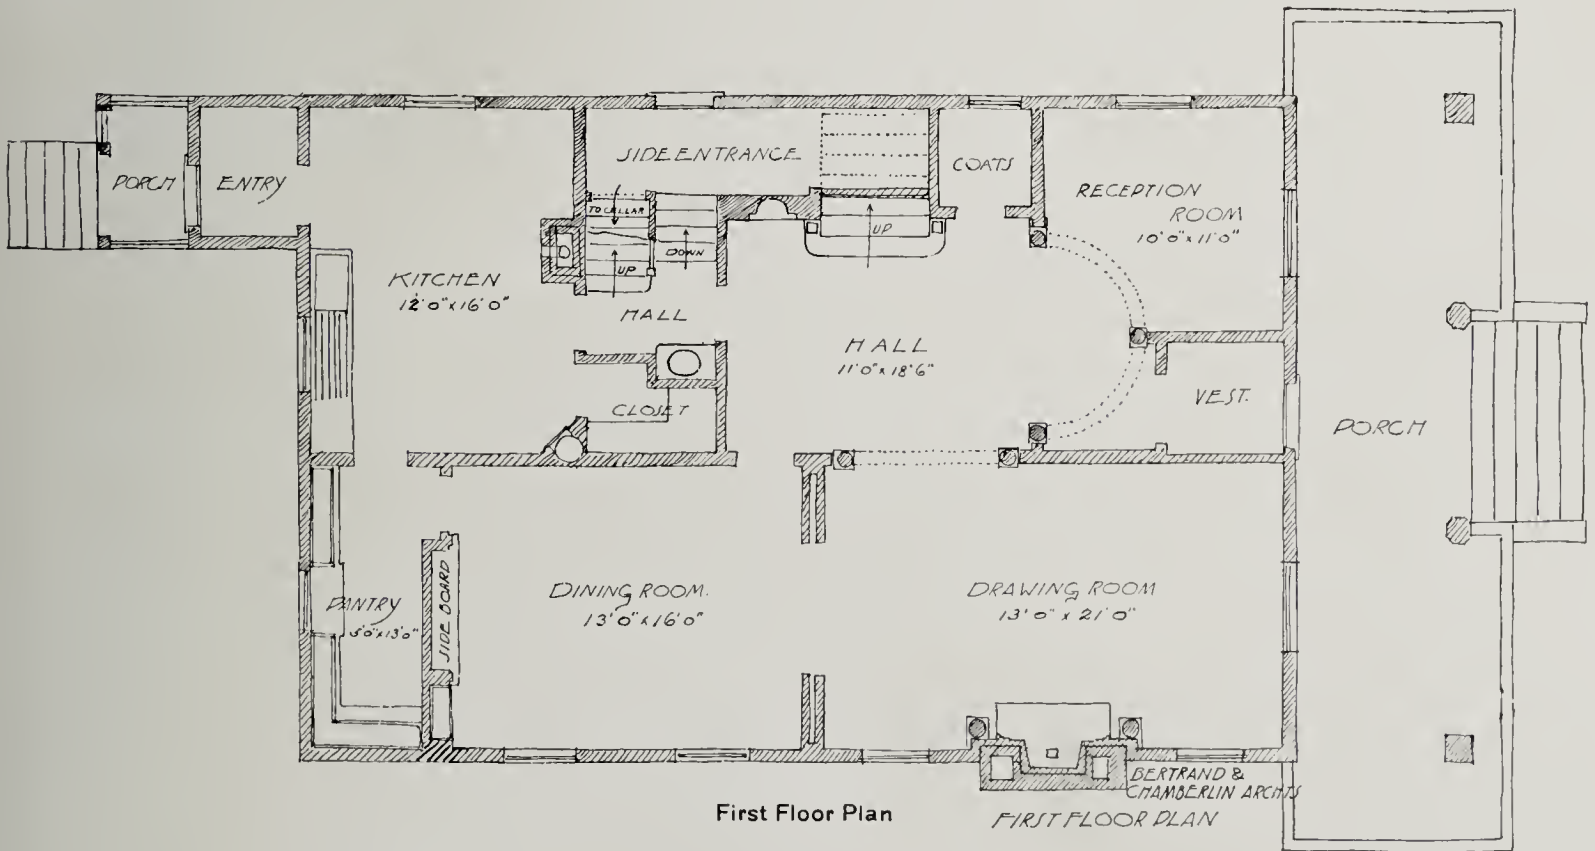 PORCH
ENTRY
SIDE ENTRANCE
COATS
RECEPTION
ROOM
10'0"x11'0"
TO CELLAR
UP
DOWN
UP
KITCHEN
12'0"x16'0"
HALL
HALL
11'0"x18'6"
VEST.
CLOSET
PORCH
PANTRY
5'0"x13'0"
SIDE BOARD
DINING ROOM.
13'0"x16'0"
DRAWING ROOM
13'0"x21'0"
BERTRAND &
CHAMBERLIN ARCHTS
First Floor Plan
FIRST FLOOR PLAN